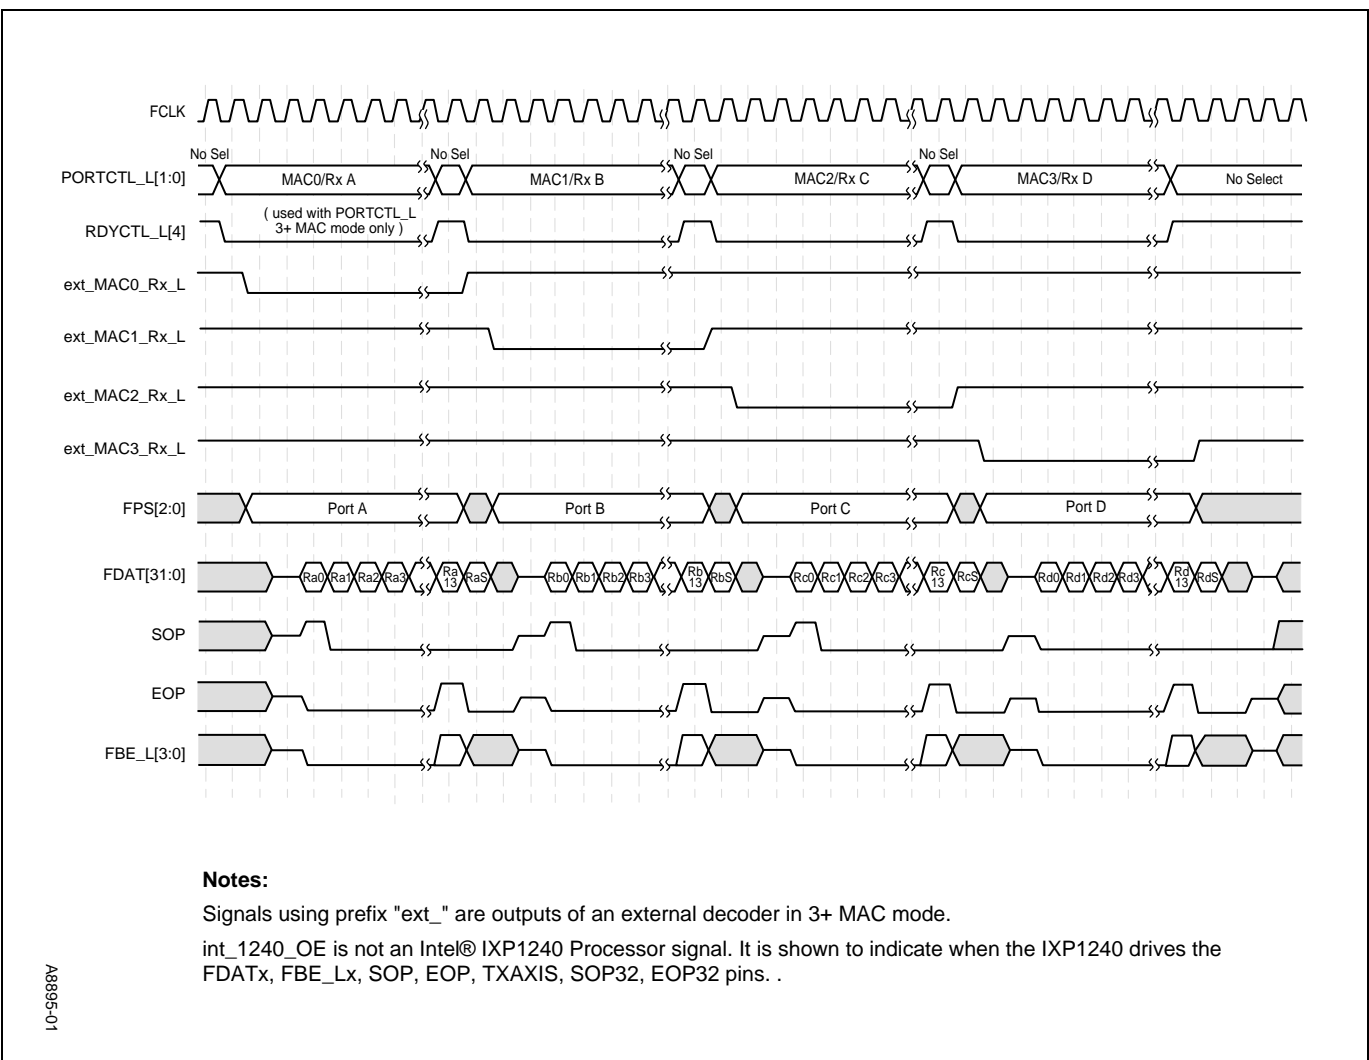 FCLK
No Sel No Sel No Sel No Sel
PORTCTL_L[1:0] MAC0/Rx A MAC1/Rx B MAC2/Rx C MAC3/Rx D No Select
( used with PORTCTL_L
RDYCTL_L[4] 3+ MAC mode only )
ext_MAC0_Rx_L
ext_MAC1_Rx_L
ext_MAC2_Rx_L
ext_MAC3_Rx_L
FPS[2:0] Port A Port B Port C Port D
FDAT[31:0] Ra0 Ra1 Ra2 Ra3 Ra 13 RaS Rb0 Rb1 Rb2 Rb3 Rb 13 RbS Rc0 Rc1 Rc2 Rc3 Rc 13 RcS Rd0 Rd1 Rd2 Rd3 Rd 13 RdS
SOP
EOP
FBE_L[3:0]
Notes:
Signals using prefix "ext_" are outputs of an external decoder in 3+ MAC mode.
int_1240_OE is not an Intel® IXP1240 Processor signal. It is shown to indicate when the IXP1240 drives the
FDATx, FBE_Lx, SOP, EOP, TXAXIS, SOP32, EOP32 pins. .
A8895-01